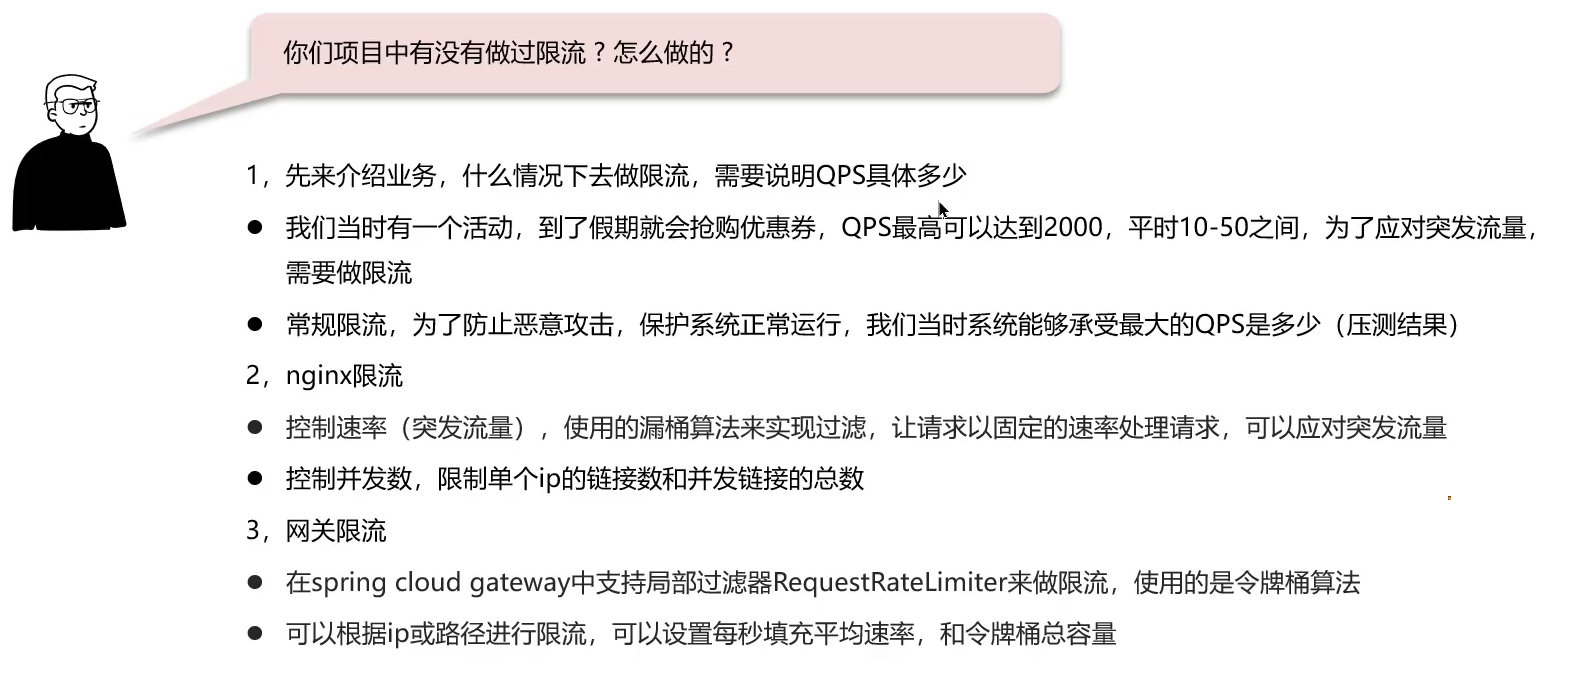 你们项目中有没有做过限流？怎么做的？
1，先来介绍业务，什么情况下去做限流，需要说明QPS具体多少
● 我们当时有一个活动，到了假期就会抢购优惠券，QPS最高可以达到2000，平时10-50之间，为了应对突发流量，
需要做限流
● 常规限流，为了防止恶意攻击，保护系统正常运行，我们当时系统能够承受最大的QPS是多少（压测结果）
2，nginx限流
● 控制速率（突发流量），使用的漏桶算法来实现过滤，让请求以固定的速率处理请求，可以应对突发流量
● 控制并发数，限制单个ip的链接数和并发链接的总数
3，网关限流
● 在spring cloud gateway中支持局部过滤器RequestRateLimiter来做限流，使用的是令牌桶算法
● 可以根据ip或路径进行限流，可以设置每秒填充平均速率，和令牌桶总容量